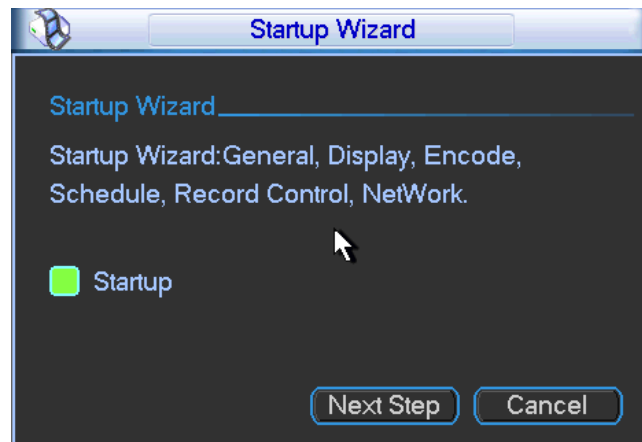 Startup Wizard
Startup Wizard
Startup Wizard:General, Display, Encode,
Schedule, Record Control, NetWork.
Startup
Next Step Cancel